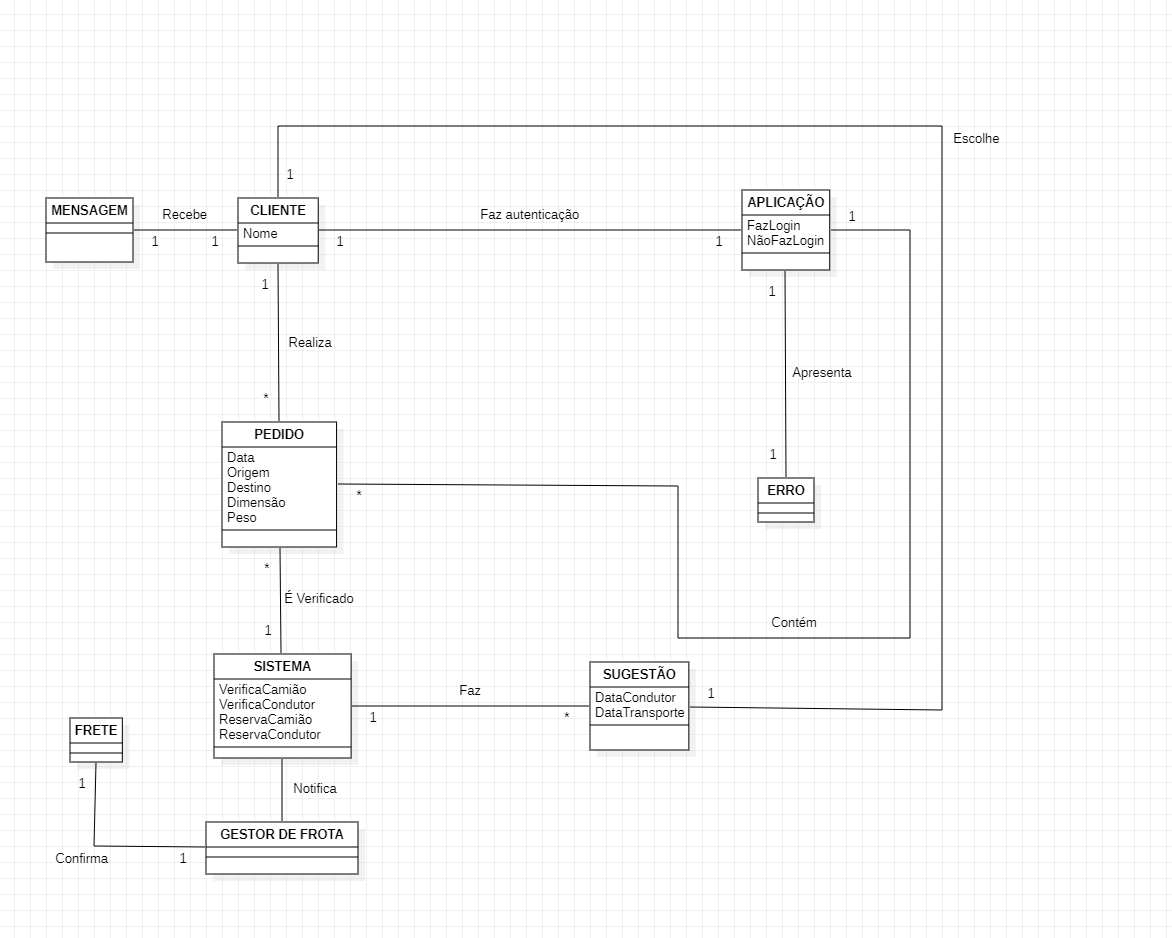 Escolhe
1
MENSAGEM
Recebe
1
1
CLIENTE
Nome
1
Faz autenticação
1
APLICAÇÃO
FazLogin
NãoFazLogin
1
1
Realiza
*
1
Apresenta
1
ERRO
PEDIDO
Data
Origem
Destino
Dimensão
Peso
*
*
É Verificado
1
Contém
SISTEMA
VerificaCamião
VerificaCondutor
ReservaCamião
ReservaCondutor
1
Faz
*
SUGESTÃO
DataCondutor
DataTransporte
1
FRETE
1
Notifica
GESTOR DE FROTA
Confirma
1